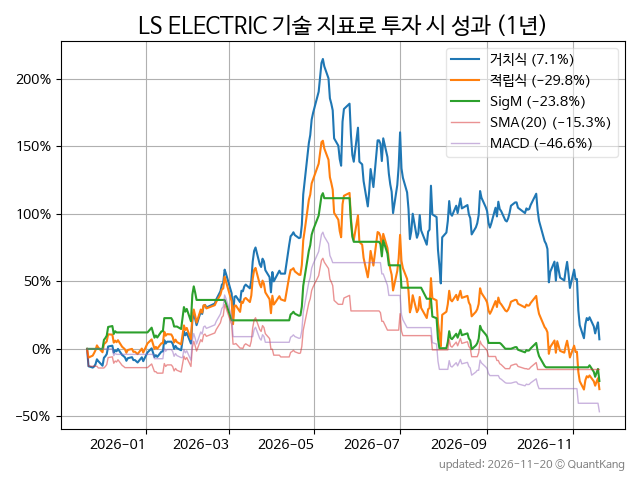 LS ELECTRIC 기술 지표로 투자 시 성과 (1년)
거치식 (7.1%)
적립식 (−29.8%)
SigM (−23.8%)
SMA(20) (−15.3%)
MACD (−46.6%)
200%
150%
100%
50%
0%
−50%
2026-01 2026-03 2026-05 2026-07 2026-09 2026-11
updated: 2026-11-20 © QuantKang